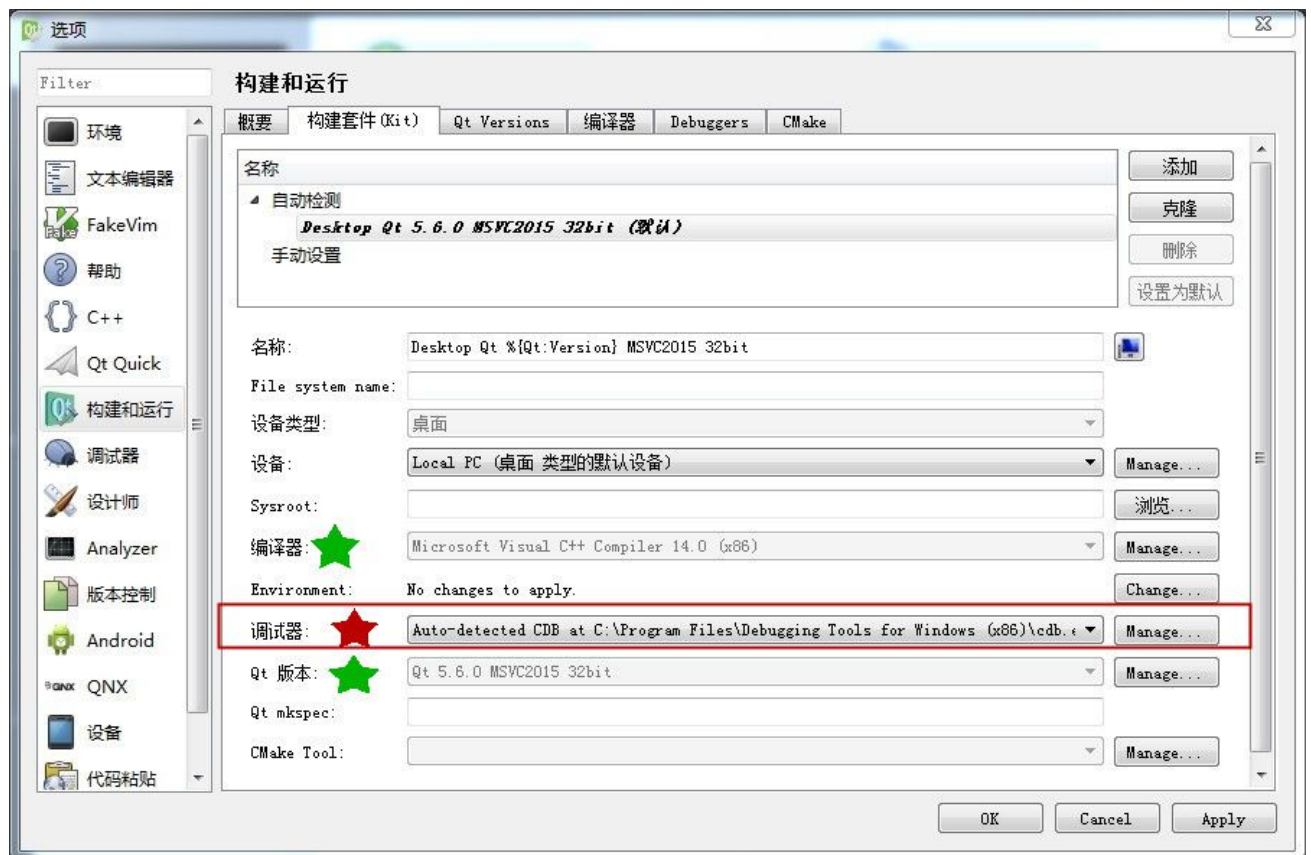 选项
Filter
环境
文本编辑器
FakeVim
帮助
C++
Qt Quick
构建和运行
调试器
设计师
Analyzer
版本控制
Android
QNX
设备
代码粘贴
构建和运行
概要 构建套件(Kit) Qt Versions 编译器 Debuggers CMake
名称
自动检测
Desktop Qt 5.6.0 MSVC2015 32bit (默认)
手动设置
添加
克隆
删除
设置为默认
名称: Desktop Qt %{Qt:Version} MSVC2015 32bit
File system name:
设备类型: 桌面
设备: Local PC (桌面 类型的默认设备) Manage...
Sysroot: 浏览...
编译器: Microsoft Visual C++ Compiler 14.0 (x86) Manage...
Environment: No changes to apply. Change...
调试器: Auto-detected CDB at C:\Program Files\Debugging Tools for Windows (x86)\cdb. Manage...
Qt 版本: Qt 5.6.0 MSVC2015 32bit Manage...
Qt mkspec:
CMake Tool: Manage...
OK Cancel Apply